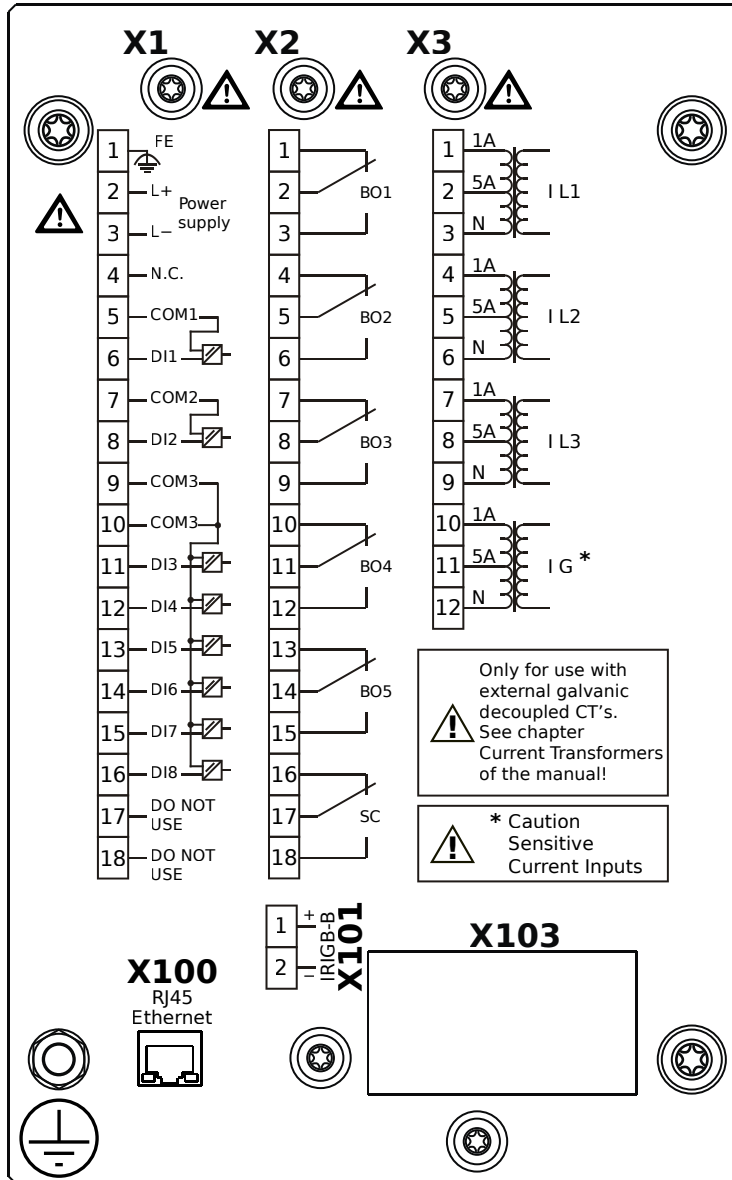 X1 X2 X3
1 FE
2 L+
Power supply
3 L−
4 N.C.
5 COM1
6 DI1
7 COM2
8 DI2
9 COM3
10 COM3
11 DI3
12 DI4
13 DI5
14 DI6
15 DI7
16 DI8
17 DO NOT
USE
18 DO NOT
USE
1
2 BO1
3
4
5 BO2
6
7
8 BO3
9
10
11 BO4
12
13
14 BO5
15
16
17 SC
18
1 1A
2 5A I L1
3 N
4 1A
5 5A I L2
6 N
7 1A
8 5A I L3
9 N
10 1A
11 5A I G *
12 N
Only for use with
external galvanic
decoupled CT's.
See chapter
Current Transformers
of the manual!
* Caution
Sensitive
Current Inputs
1 +
2 −
IRIGB-B
X101
X103
X100
RJ45
Ethernet